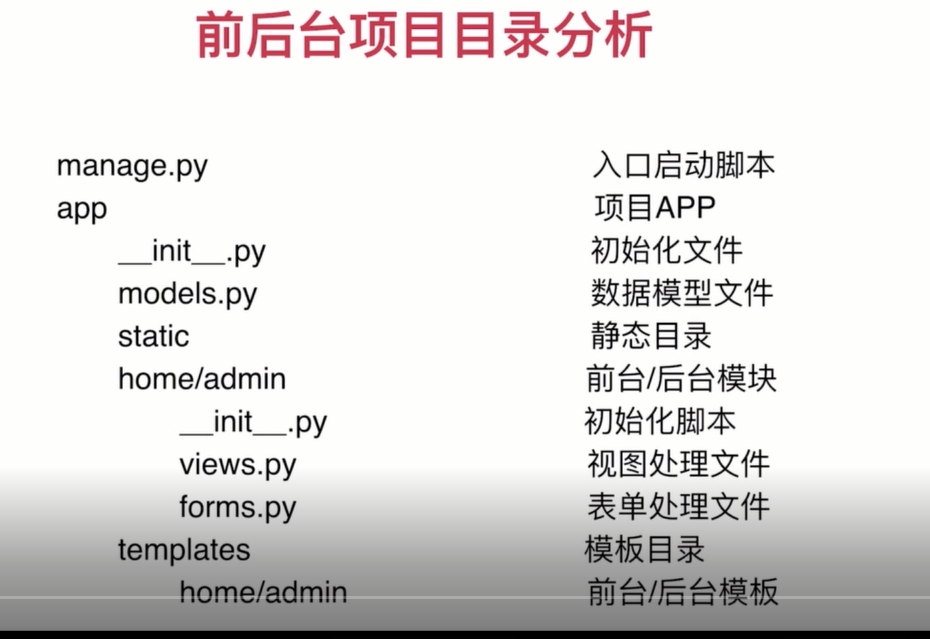 前后台项目目录分析
manage.py 入口启动脚本
app 项目APP
__init__.py 初始化文件
models.py 数据模型文件
static 静态目录
home/admin 前台/后台模块
__init__.py 初始化脚本
views.py 视图处理文件
forms.py 表单处理文件
templates 模板目录
home/admin 前台/后台模板